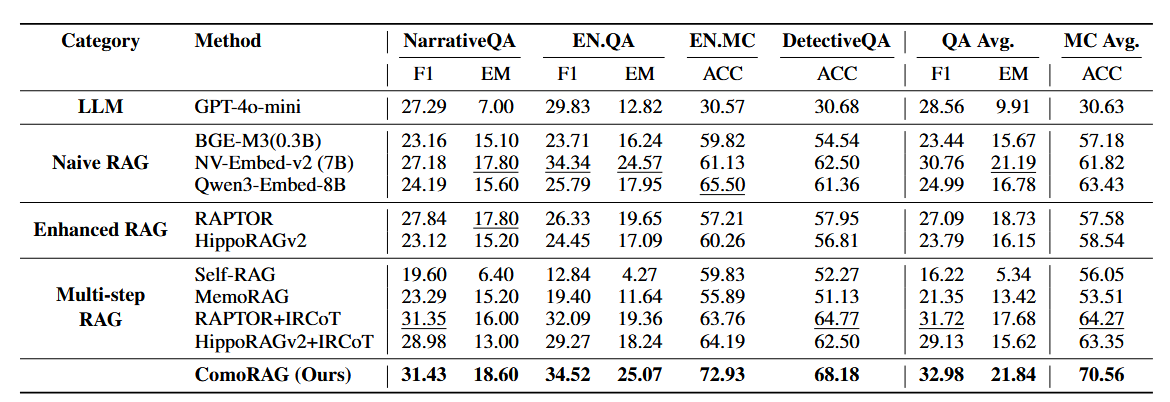 Category Method NarrativeQA EN.QA EN.MC DetectiveQA QA Avg. MC Avg.
F1 EM F1 EM ACC ACC F1 EM ACC
LLM GPT-4o-mini 27.29 7.00 29.83 12.82 30.57 30.68 28.56 9.91 30.63
BGE-M3(0.3B) 23.16 15.10 23.71 16.24 59.82 54.54 23.44 15.67 57.18
Naive RAG NV-Embed-v2 (7B) 27.18 17.80 34.34 24.57 61.13 62.50 30.76 21.19 61.82
Qwen3-Embed-8B 24.19 15.60 25.79 17.95 65.50 61.36 24.99 16.78 63.43
Enhanced RAG RAPTOR 27.84 17.80 26.33 19.65 57.21 57.95 27.09 18.73 57.58
HippoRAGv2 23.12 15.20 24.45 17.09 60.26 56.81 23.79 16.15 58.54
Self-RAG 19.60 6.40 12.84 4.27 59.83 52.27 16.22 5.34 56.05
Multi-step MemoRAG 23.29 15.20 19.40 11.64 55.89 51.13 21.35 13.42 53.51
RAG RAPTOR+IRCoT 31.35 16.00 32.09 19.36 63.76 64.77 31.72 17.68 64.27
HippoRAGv2+IRCoT 28.98 13.00 29.27 18.24 64.19 62.50 29.13 15.62 63.35
ComoRAG (Ours) 31.43 18.60 34.52 25.07 72.93 68.18 32.98 21.84 70.56